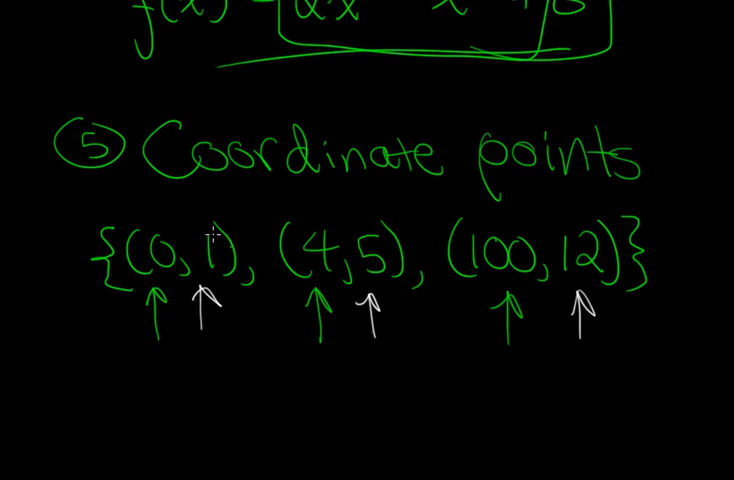 f(x)
⑤ Coordinate points
{(0,1), (4,5), (100,12)}